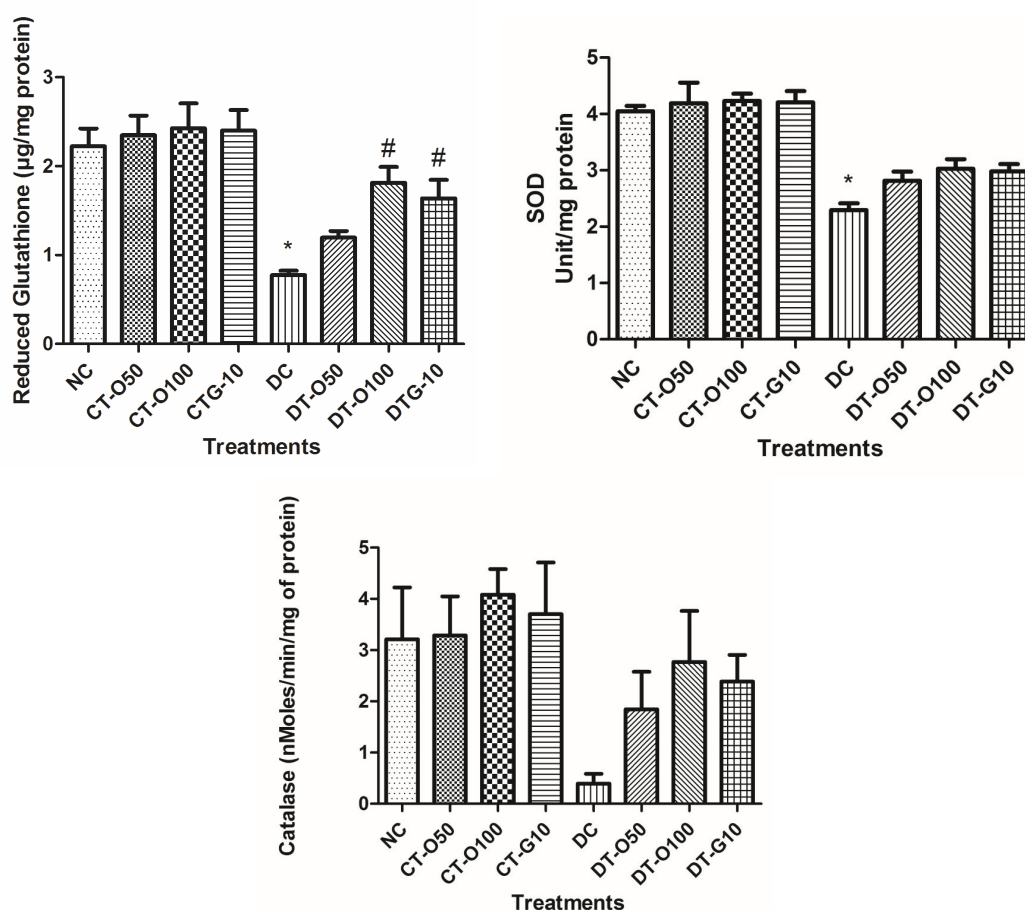 Reduced Glutathione (µg/mg protein)
3
2
1
0
*
#
#
NC
CT-O50
CT-O100
CTG-10
DC
DT-O50
DT-O100
DTG-10
Treatments
SOD
Unit/mg protein
5
4
3
2
1
0
*
NC
CT-O50
CT-O100
CT-G10
DC
DT-O50
DT-O100
DT-G10
Treatments
Catalase (nMoles/min/mg of protein)
5
4
3
2
1
0
NC
CT-O50
CT-O100
CT-G10
DC
DT-O50
DT-O100
DT-G10
Treatments